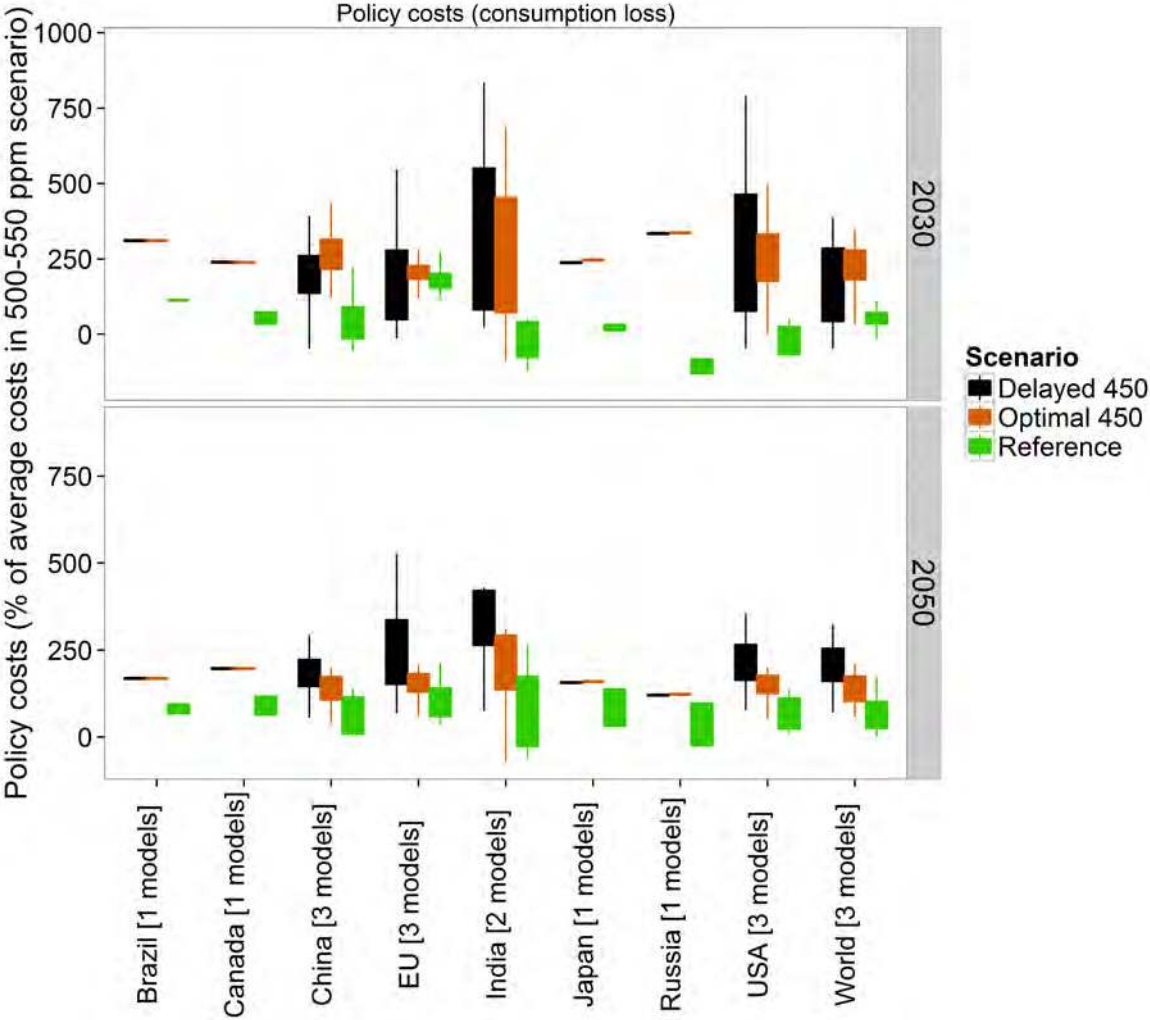 Policy costs (consumption loss)
Policy costs (% of average costs in 500-550 ppm scenario)
1000
750
500
250
0
2030
750
500
250
0
2050
Scenario
Delayed 450
Optimal 450
Reference
Brazil [1 models]
Canada [1 models]
China [3 models]
EU [3 models]
India [2 models]
Japan [1 models]
Russia [1 models]
USA [3 models]
World [3 models]